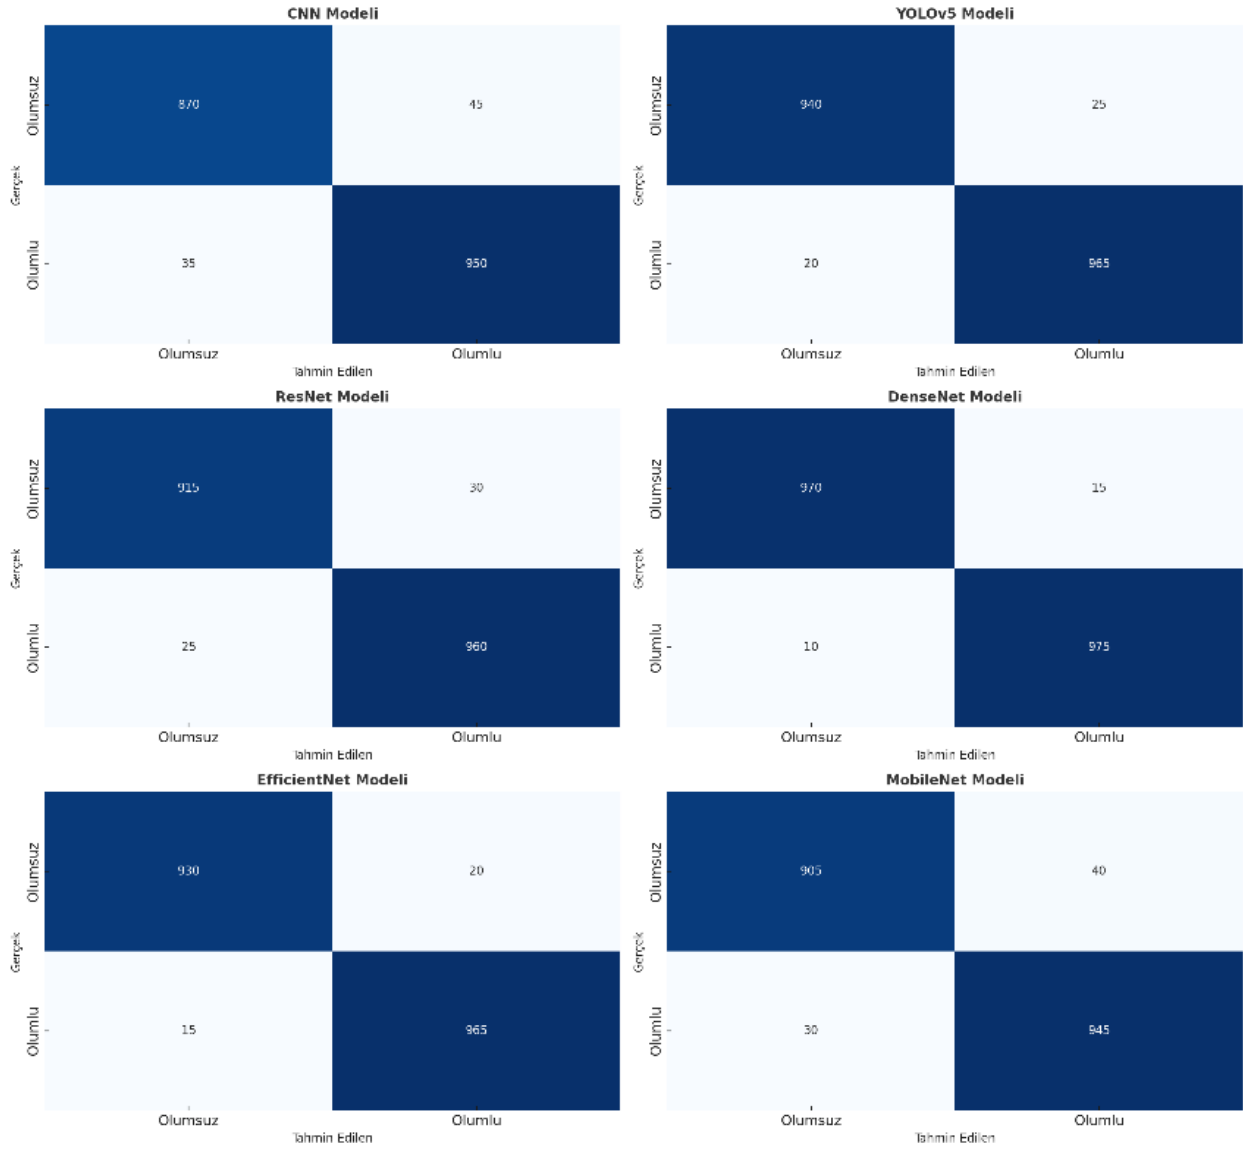 CNN Modeli
Olumsuz
870
45
Gerçek
Olumlu
35
950
Olumsuz
Olumlu
Tahmin Edilen
YOLOv5 Modeli
Olumsuz
940
25
Gerçek
Olumlu
20
965
Olumsuz
Olumlu
Tahmin Edilen
ResNet Modeli
Olumsuz
915
30
Gerçek
Olumlu
25
960
Olumsuz
Olumlu
Tahmin Edilen
DenseNet Modeli
Olumsuz
970
15
Gerçek
Olumlu
10
975
Olumsuz
Olumlu
Tahmin Edilen
EfficientNet Modeli
Olumsuz
930
20
Gerçek
Olumlu
15
965
Olumsuz
Olumlu
Tahmin Edilen
MobileNet Modeli
Olumsuz
905
40
Gerçek
Olumlu
30
945
Olumsuz
Olumlu
Tahmin Edilen